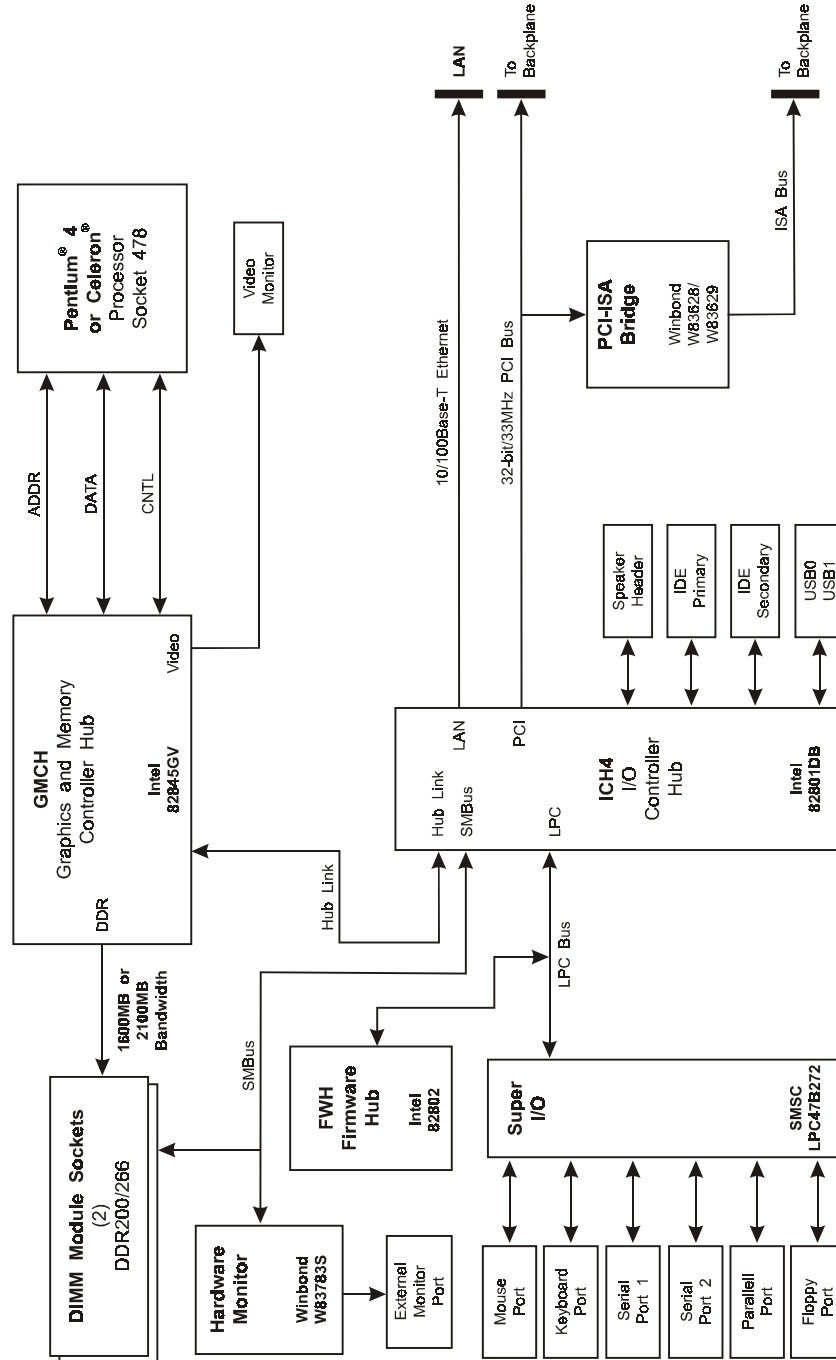 DIMM Module Sockets
(2)
DDR200/266
1600MB or
2100MB
Bandwidth
DDR
GMCH
Graphics and Memory
Controller Hub
Intel
82845GV
Video
ADDR
DATA
CNTL
Pentium® 4
or Celeron®
Processor
Socket 478
Video
Monitor
Hardware
Monitor
Winbond
W83783S
External
Monitor
Port
SMBus
FWH
Firmware
Hub
Intel
82802
Hub Link
LPC Bus
Hub Link
SMBus
LAN
PCI
LPC
ICH4
I/O
Controller
Hub
Intel
82801DB
10/100Base-T Ethernet
LAN
32-bit/33MHz PCI Bus
To
Backplane
PCI-ISA
Bridge
Winbond
W83628/
W83629
ISA Bus
To
Backplane
Speaker
Header
IDE
Primary
IDE
Secondary
USB0
USB1
Super
I/O
SMSC
LPC47B272
Mouse
Port
Keyboard
Port
Serial
Port 1
Serial
Port 2
Parallell
Port
Floppy
Port